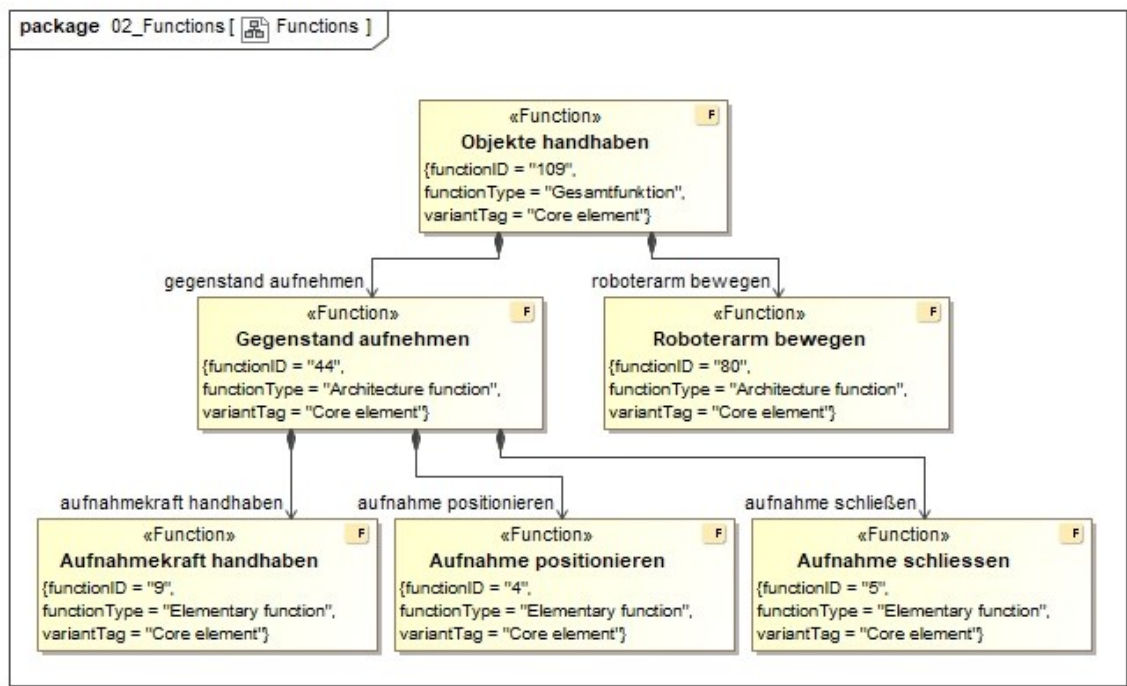 package 02_Functions [ Functions ]
«Function» F
Objekte handhaben
{functionID = "109",
functionType = "Gesamtfunktion",
variantTag = "Core element"}
gegenstand aufnehmen
roboterarm bewegen
«Function» F
Gegenstand aufnehmen
{functionID = "44",
functionType = "Architecture function",
variantTag = "Core element"}
«Function» F
Roboterarm bewegen
{functionID = "80",
functionType = "Architecture function",
variantTag = "Core element"}
aufnahmekraft handhaben
aufnahme positionieren
aufnahme schließen
«Function» F
Aufnahmekraft handhaben
{functionID = "9",
functionType = "Elementary function",
variantTag = "Core element"}
«Function» F
Aufnahme positionieren
{functionID = "4",
functionType = "Elementary function",
variantTag = "Core element"}
«Function» F
Aufnahme schliessen
{functionID = "5",
functionType = "Elementary function",
variantTag = "Core element"}